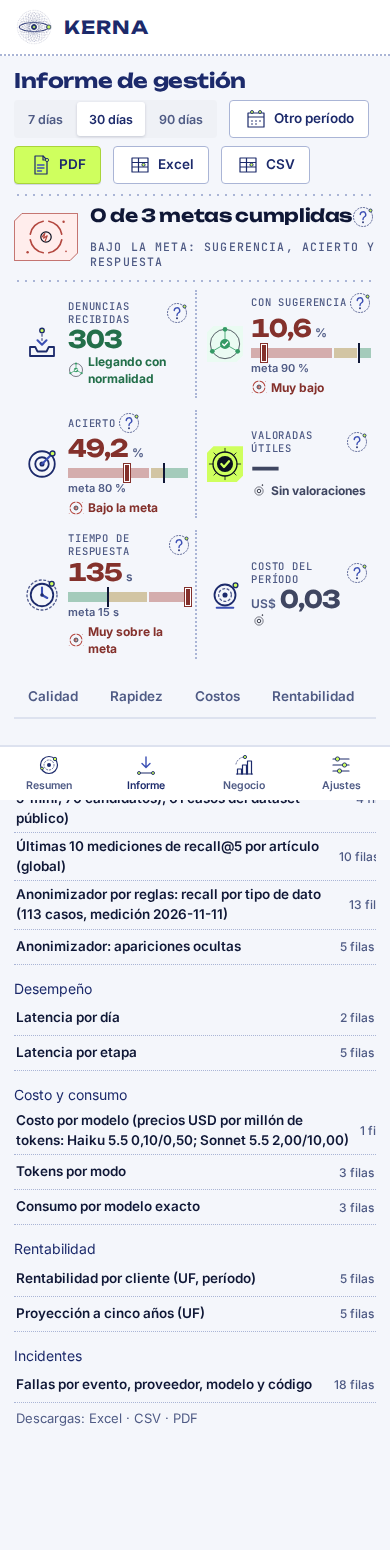 KERNA
Informe de gestión
7 días
30 días
90 días
Otro período
PDF
Excel
CSV
0 de 3 metas cumplidas
?
BAJO LA META: SUGERENCIA, ACIERTO Y
RESPUESTA
DENUNCIAS
RECIBIDAS
?
303
Llegando con
normalidad
CON SUGERENCIA
?
10,6 %
meta 90 %
Muy bajo
ACIERTO
?
49,2 %
meta 80 %
Bajo la meta
VALORADAS
ÚTILES
?
—
Sin valoraciones
TIEMPO DE
RESPUESTA
?
135 s
meta 15 s
Muy sobre la
meta
COSTO DEL
PERÍODO
?
US$ 0,03
Calidad
Rapidez
Costos
Rentabilidad
Resumen
Informe
Negocio
Ajustes
público)
Últimas 10 mediciones de recall@5 por artículo
(global)
10 filas
Anonimizador por reglas: recall por tipo de dato
(113 casos, medición 2026-11-11)
13 fil
Anonimizador: apariciones ocultas
5 filas
Desempeño
Latencia por día
2 filas
Latencia por etapa
5 filas
Costo y consumo
Costo por modelo (precios USD por millón de
tokens: Haiku 5.5 0,10/0,50; Sonnet 5.5 2,00/10,00)
1 fi
Tokens por modo
3 filas
Consumo por modelo exacto
3 filas
Rentabilidad
Rentabilidad por cliente (UF, período)
5 filas
Proyección a cinco años (UF)
5 filas
Incidentes
Fallas por evento, proveedor, modelo y código
18 filas
Descargas: Excel · CSV · PDF